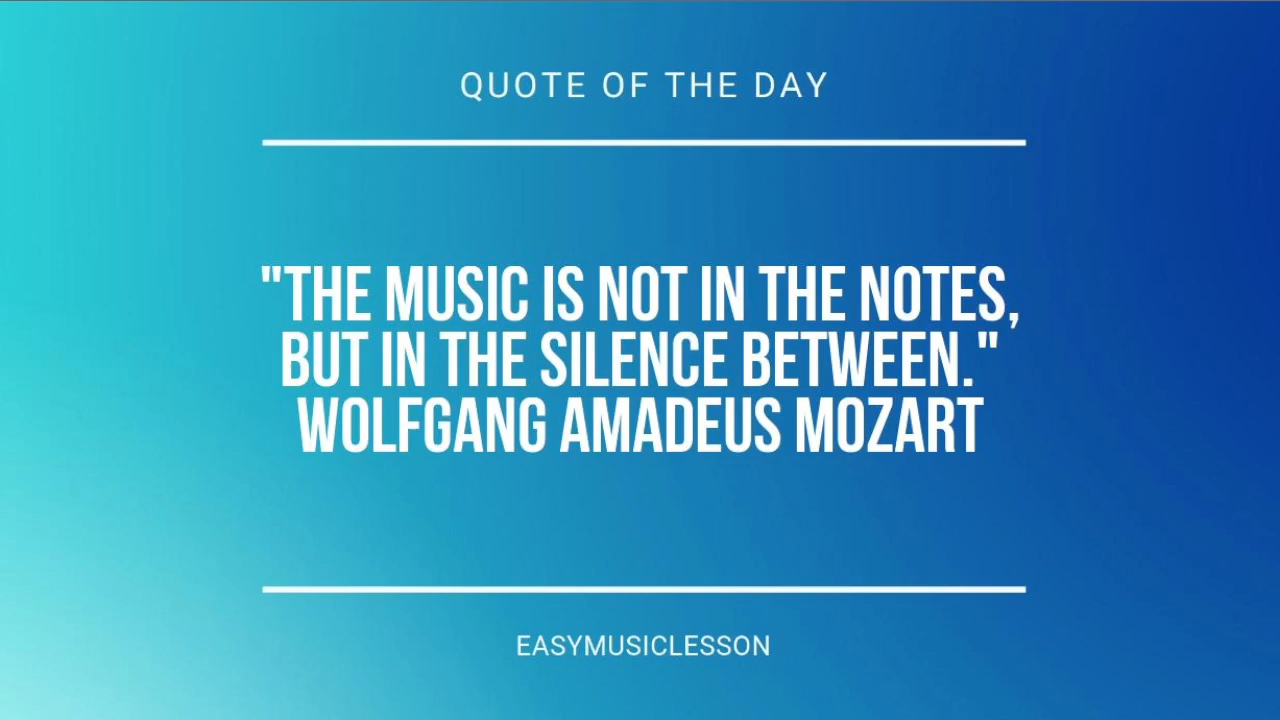 QUOTE OF THE DAY
"THE MUSIC IS NOT IN THE NOTES,
BUT IN THE SILENCE BETWEEN."
WOLFGANG AMADEUS MOZART
EASYMUSICLESSON